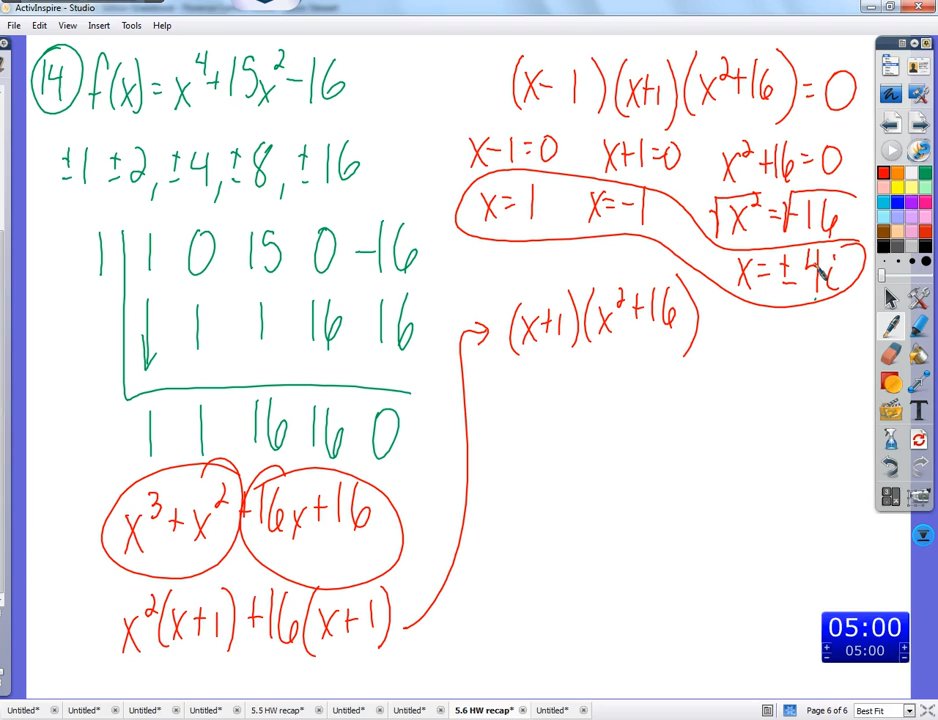 ActivInspire - Studio
File Edit View Insert Tools Help
14 f(x) = x⁴ + 15x² - 16
±1 ±2, ±4, ±8, ±16
1 | 1 0 15 0 -16
1 1 16 16
1 1 16 16 0
x³ + x² + 16x + 16
x²(x+1) + 16(x+1)
(x+1)(x²+16)
(x-1)(x+1)(x²+16) = 0
x-1=0 x+1=0 x²+16=0
x=1 x=-1 √x² = √-16
x = ± 4i
05:00
05:00
Untitled* Untitled* Untitled* Untitled* 5.5 HW recap* Untitled* Untitled* 5.6 HW recap* Untitled* Page 6 of 6 Best Fit